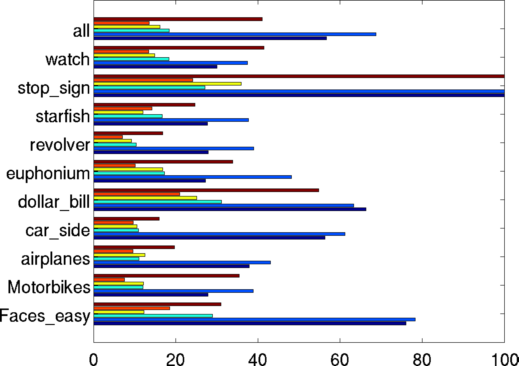 all
watch
stop_sign
starfish
revolver
euphonium
dollar_bill
car_side
airplanes
Motorbikes
Faces_easy
0 20 40 60 80 100